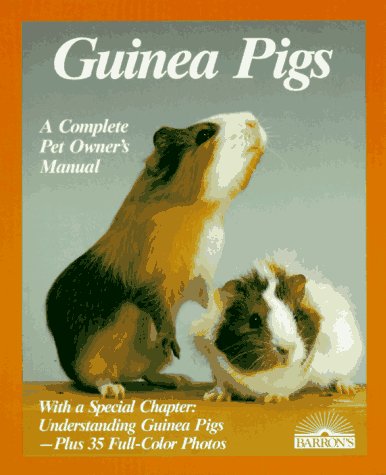 Guinea Pigs
A Complete
Pet Owner's
Manual
With a Special Chapter:
Understanding Guinea Pigs
—Plus 35 Full-Color Photos
BARRON'S